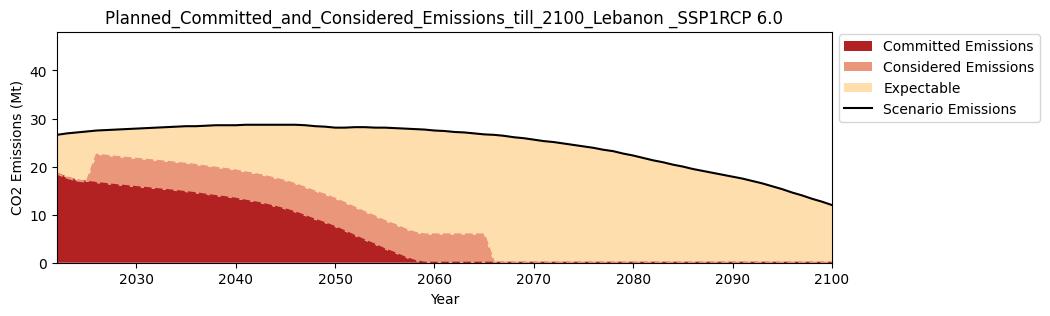 Planned_Committed_and_Considered_Emissions_till_2100_Lebanon _SSP1RCP 6.0
Committed Emissions
Considered Emissions
Expectable
Scenario Emissions
CO2 Emissions (Mt)
40
30
20
10
0
2030 2040 2050 2060 2070 2080 2090 2100
Year